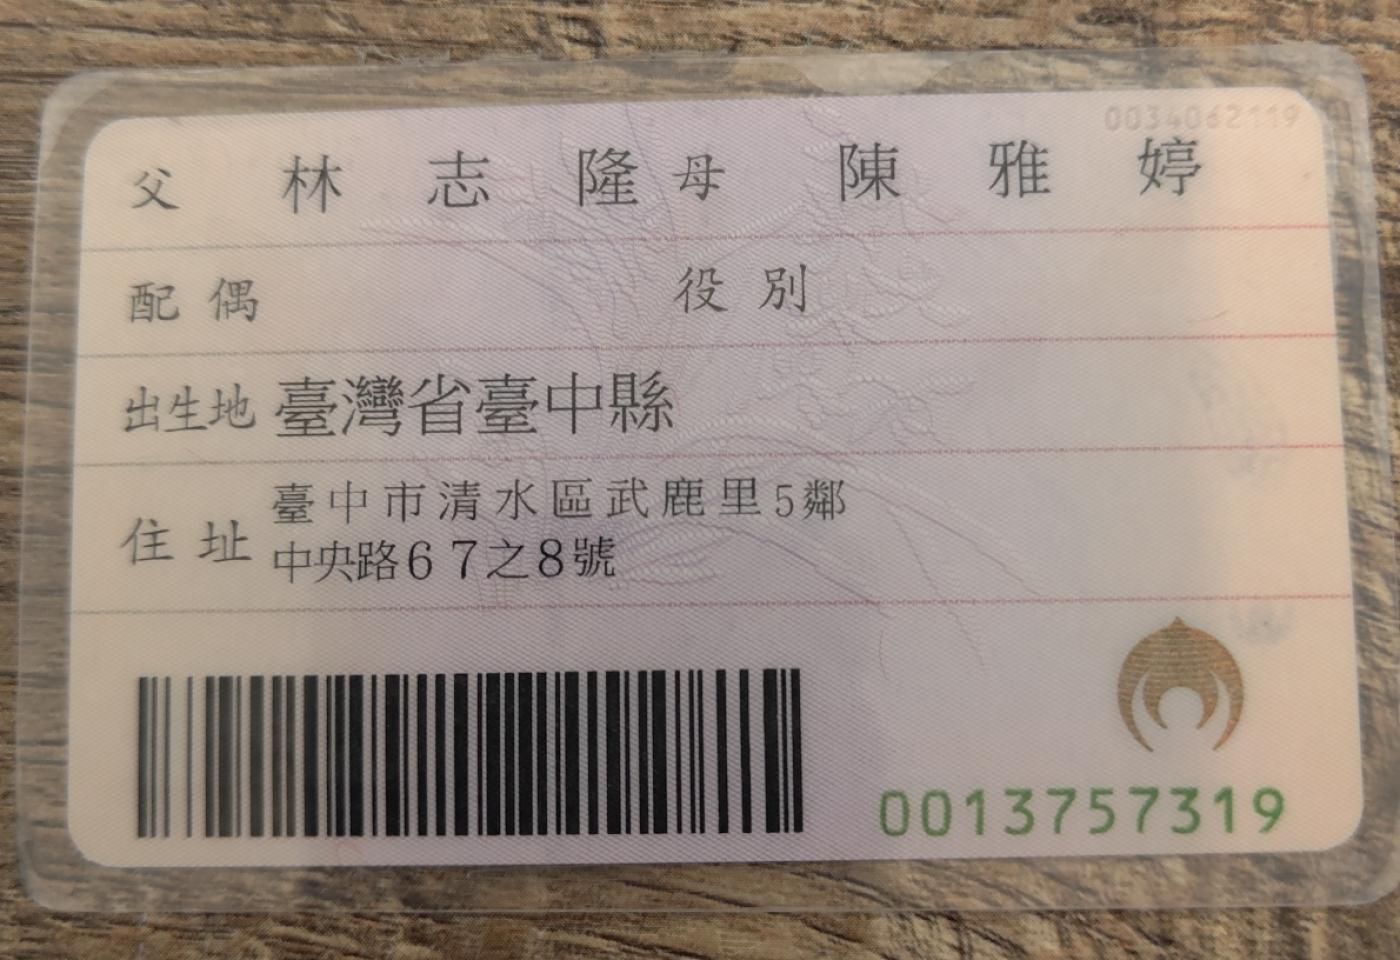 0034062119
父 林志隆 母 陳雅婷
配偶 役別
出生地 臺灣省臺中縣
住址 臺中市清水區武鹿里5鄰
中央路67之8號
0013757319